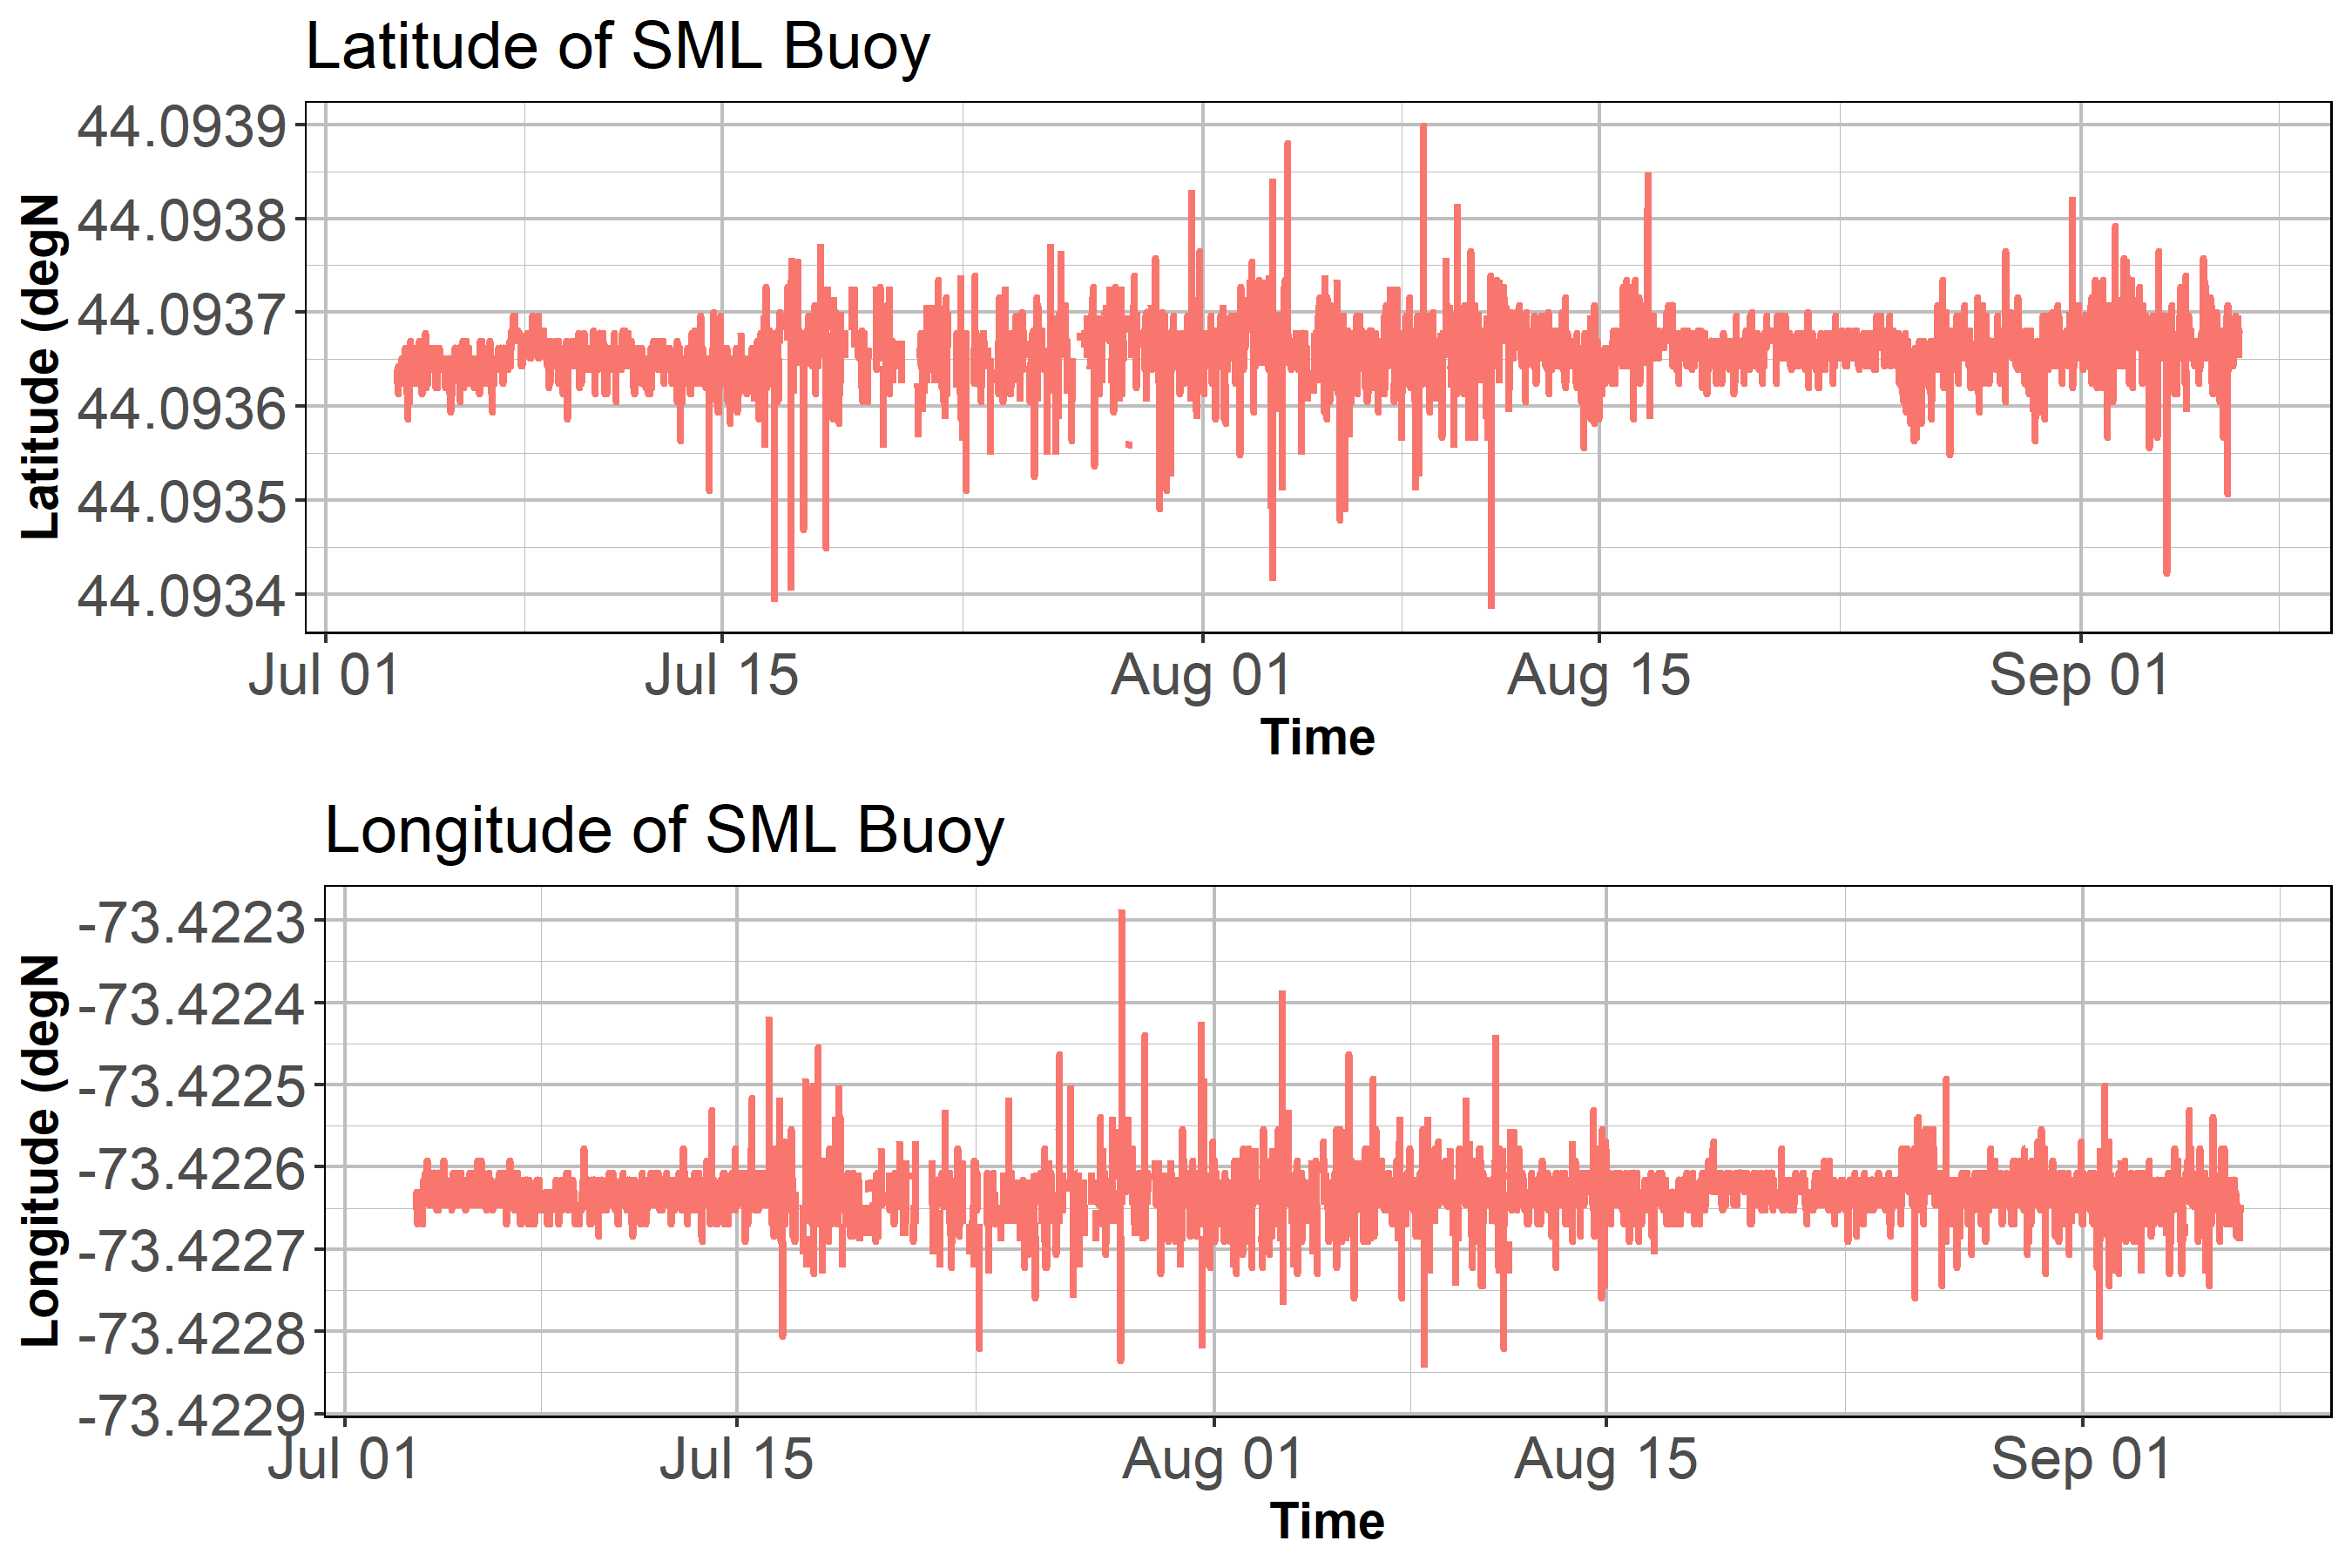 Latitude of SML Buoy
44.0939
44.0938
44.0937
44.0936
44.0935
44.0934
Latitude (degN
Jul 01 Jul 15 Aug 01 Aug 15 Sep 01
Time
Longitude of SML Buoy
-73.4223
-73.4224
-73.4225
-73.4226
-73.4227
-73.4228
-73.4229
Longitude (degN
Jul 01 Jul 15 Aug 01 Aug 15 Sep 01
Time